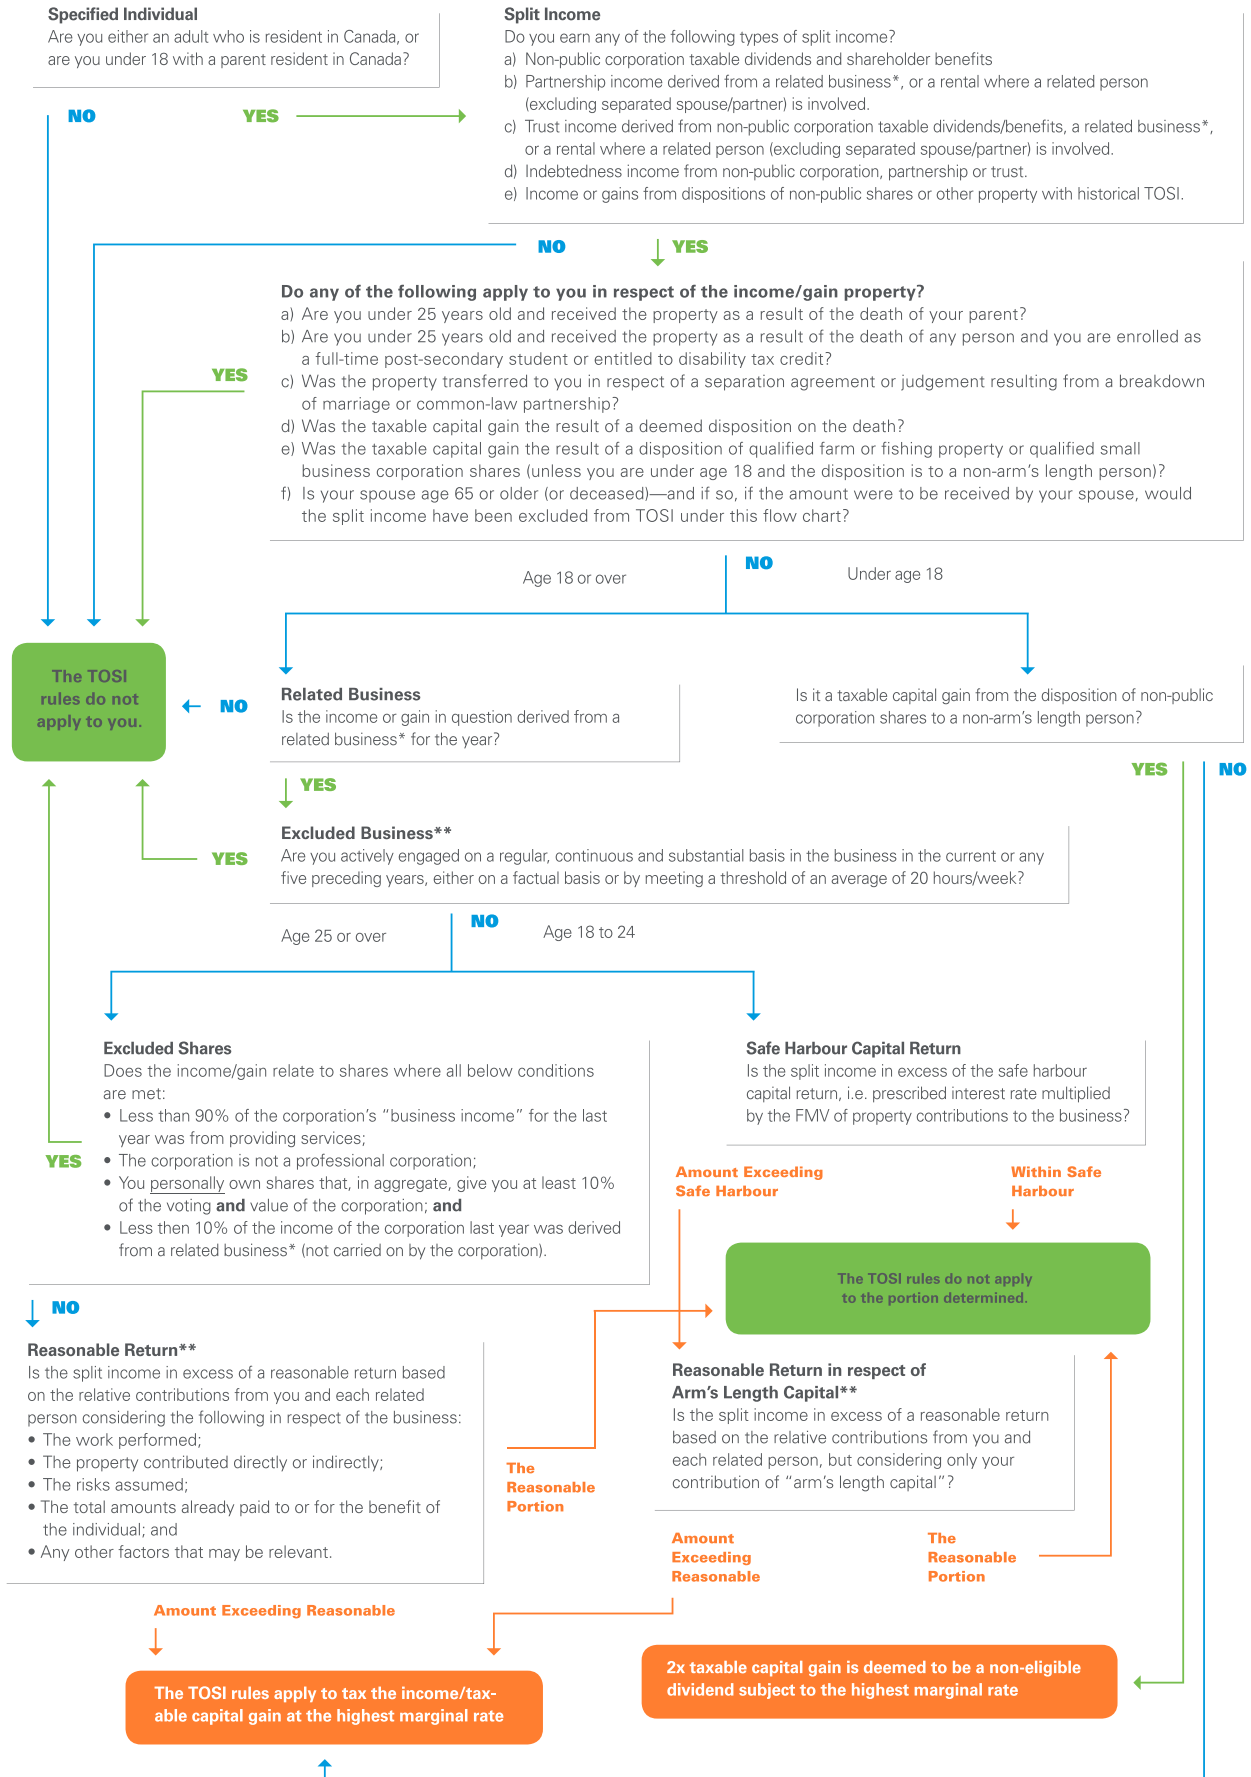 Specified Individual
Are you either an adult who is resident in Canada, or
are you under 18 with a parent resident in Canada?
NO
YES
Split Income
Do you earn any of the following types of split income?
a) Non-public corporation taxable dividends and shareholder benefits
b) Partnership income derived from a related business*, or a rental where a related person
(excluding separated spouse/partner) is involved.
c) Trust income derived from non-public corporation taxable dividends/benefits, a related business*,
or a rental where a related person (excluding separated spouse/partner) is involved.
d) Indebtedness income from non-public corporation, partnership or trust.
e) Income or gains from dispositions of non-public shares or other property with historical TOSI.
NO
YES
Do any of the following apply to you in respect of the income/gain property?
a) Are you under 25 years old and received the property as a result of the death of your parent?
b) Are you under 25 years old and received the property as a result of the death of any person and you are enrolled as
a full-time post-secondary student or entitled to disability tax credit?
c) Was the property transferred to you in respect of a separation agreement or judgement resulting from a breakdown
of marriage or common-law partnership?
d) Was the taxable capital gain the result of a deemed disposition on the death?
e) Was the taxable capital gain the result of a disposition of qualified farm or fishing property or qualified small
business corporation shares (unless you are under age 18 and the disposition is to a non-arm's length person)?
f) Is your spouse age 65 or older (or deceased)—and if so, if the amount were to be received by your spouse, would
the split income have been excluded from TOSI under this flow chart?
YES
NO
Age 18 or over
Under age 18
The TOSI
rules do not
apply to you.
NO
Related Business
Is the income or gain in question derived from a
related business* for the year?
Is it a taxable capital gain from the disposition of non-public
corporation shares to a non-arm's length person?
YES
NO
YES
Excluded Business**
Are you actively engaged on a regular, continuous and substantial basis in the business in the current or any
five preceding years, either on a factual basis or by meeting a threshold of an average of 20 hours/week?
YES
NO
Age 25 or over
Age 18 to 24
Excluded Shares
Does the income/gain relate to shares where all below conditions
are met:
• Less than 90% of the corporation's “business income” for the last
year was from providing services;
• The corporation is not a professional corporation;
• You personally own shares that, in aggregate, give you at least 10%
of the voting and value of the corporation; and
• Less then 10% of the income of the corporation last year was derived
from a related business* (not carried on by the corporation).
YES
NO
Safe Harbour Capital Return
Is the split income in excess of the safe harbour
capital return, i.e. prescribed interest rate multiplied
by the FMV of property contributions to the business?
Amount Exceeding
Safe Harbour
Within Safe
Harbour
The TOSI rules do not apply
to the portion determined.
Reasonable Return**
Is the split income in excess of a reasonable return based
on the relative contributions from you and each related
person considering the following in respect of the business:
• The work performed;
• The property contributed directly or indirectly;
• The risks assumed;
• The total amounts already paid to or for the benefit of
the individual; and
• Any other factors that may be relevant.
The
Reasonable
Portion
Reasonable Return in respect of
Arm's Length Capital**
Is the split income in excess of a reasonable return
based on the relative contributions from you and
each related person, but considering only your
contribution of “arm's length capital”?
Amount
Exceeding
Reasonable
The
Reasonable
Portion
Amount Exceeding Reasonable
The TOSI rules apply to tax the income/tax-
able capital gain at the highest marginal rate
2x taxable capital gain is deemed to be a non-eligible
dividend subject to the highest marginal rate